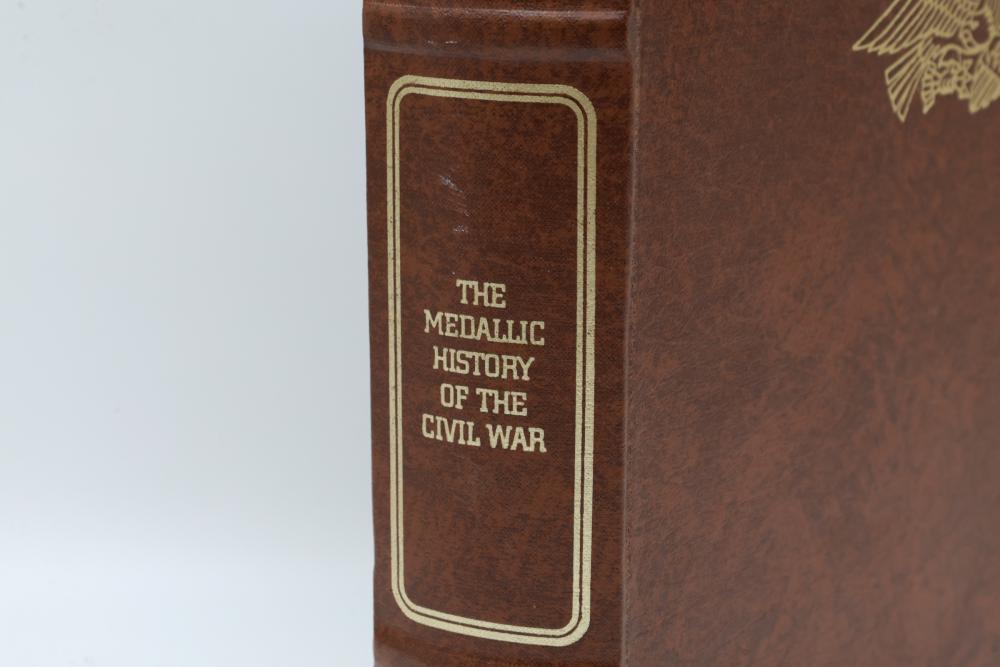 THE
MEDALLIC
HISTORY
OF THE
CIVIL WAR